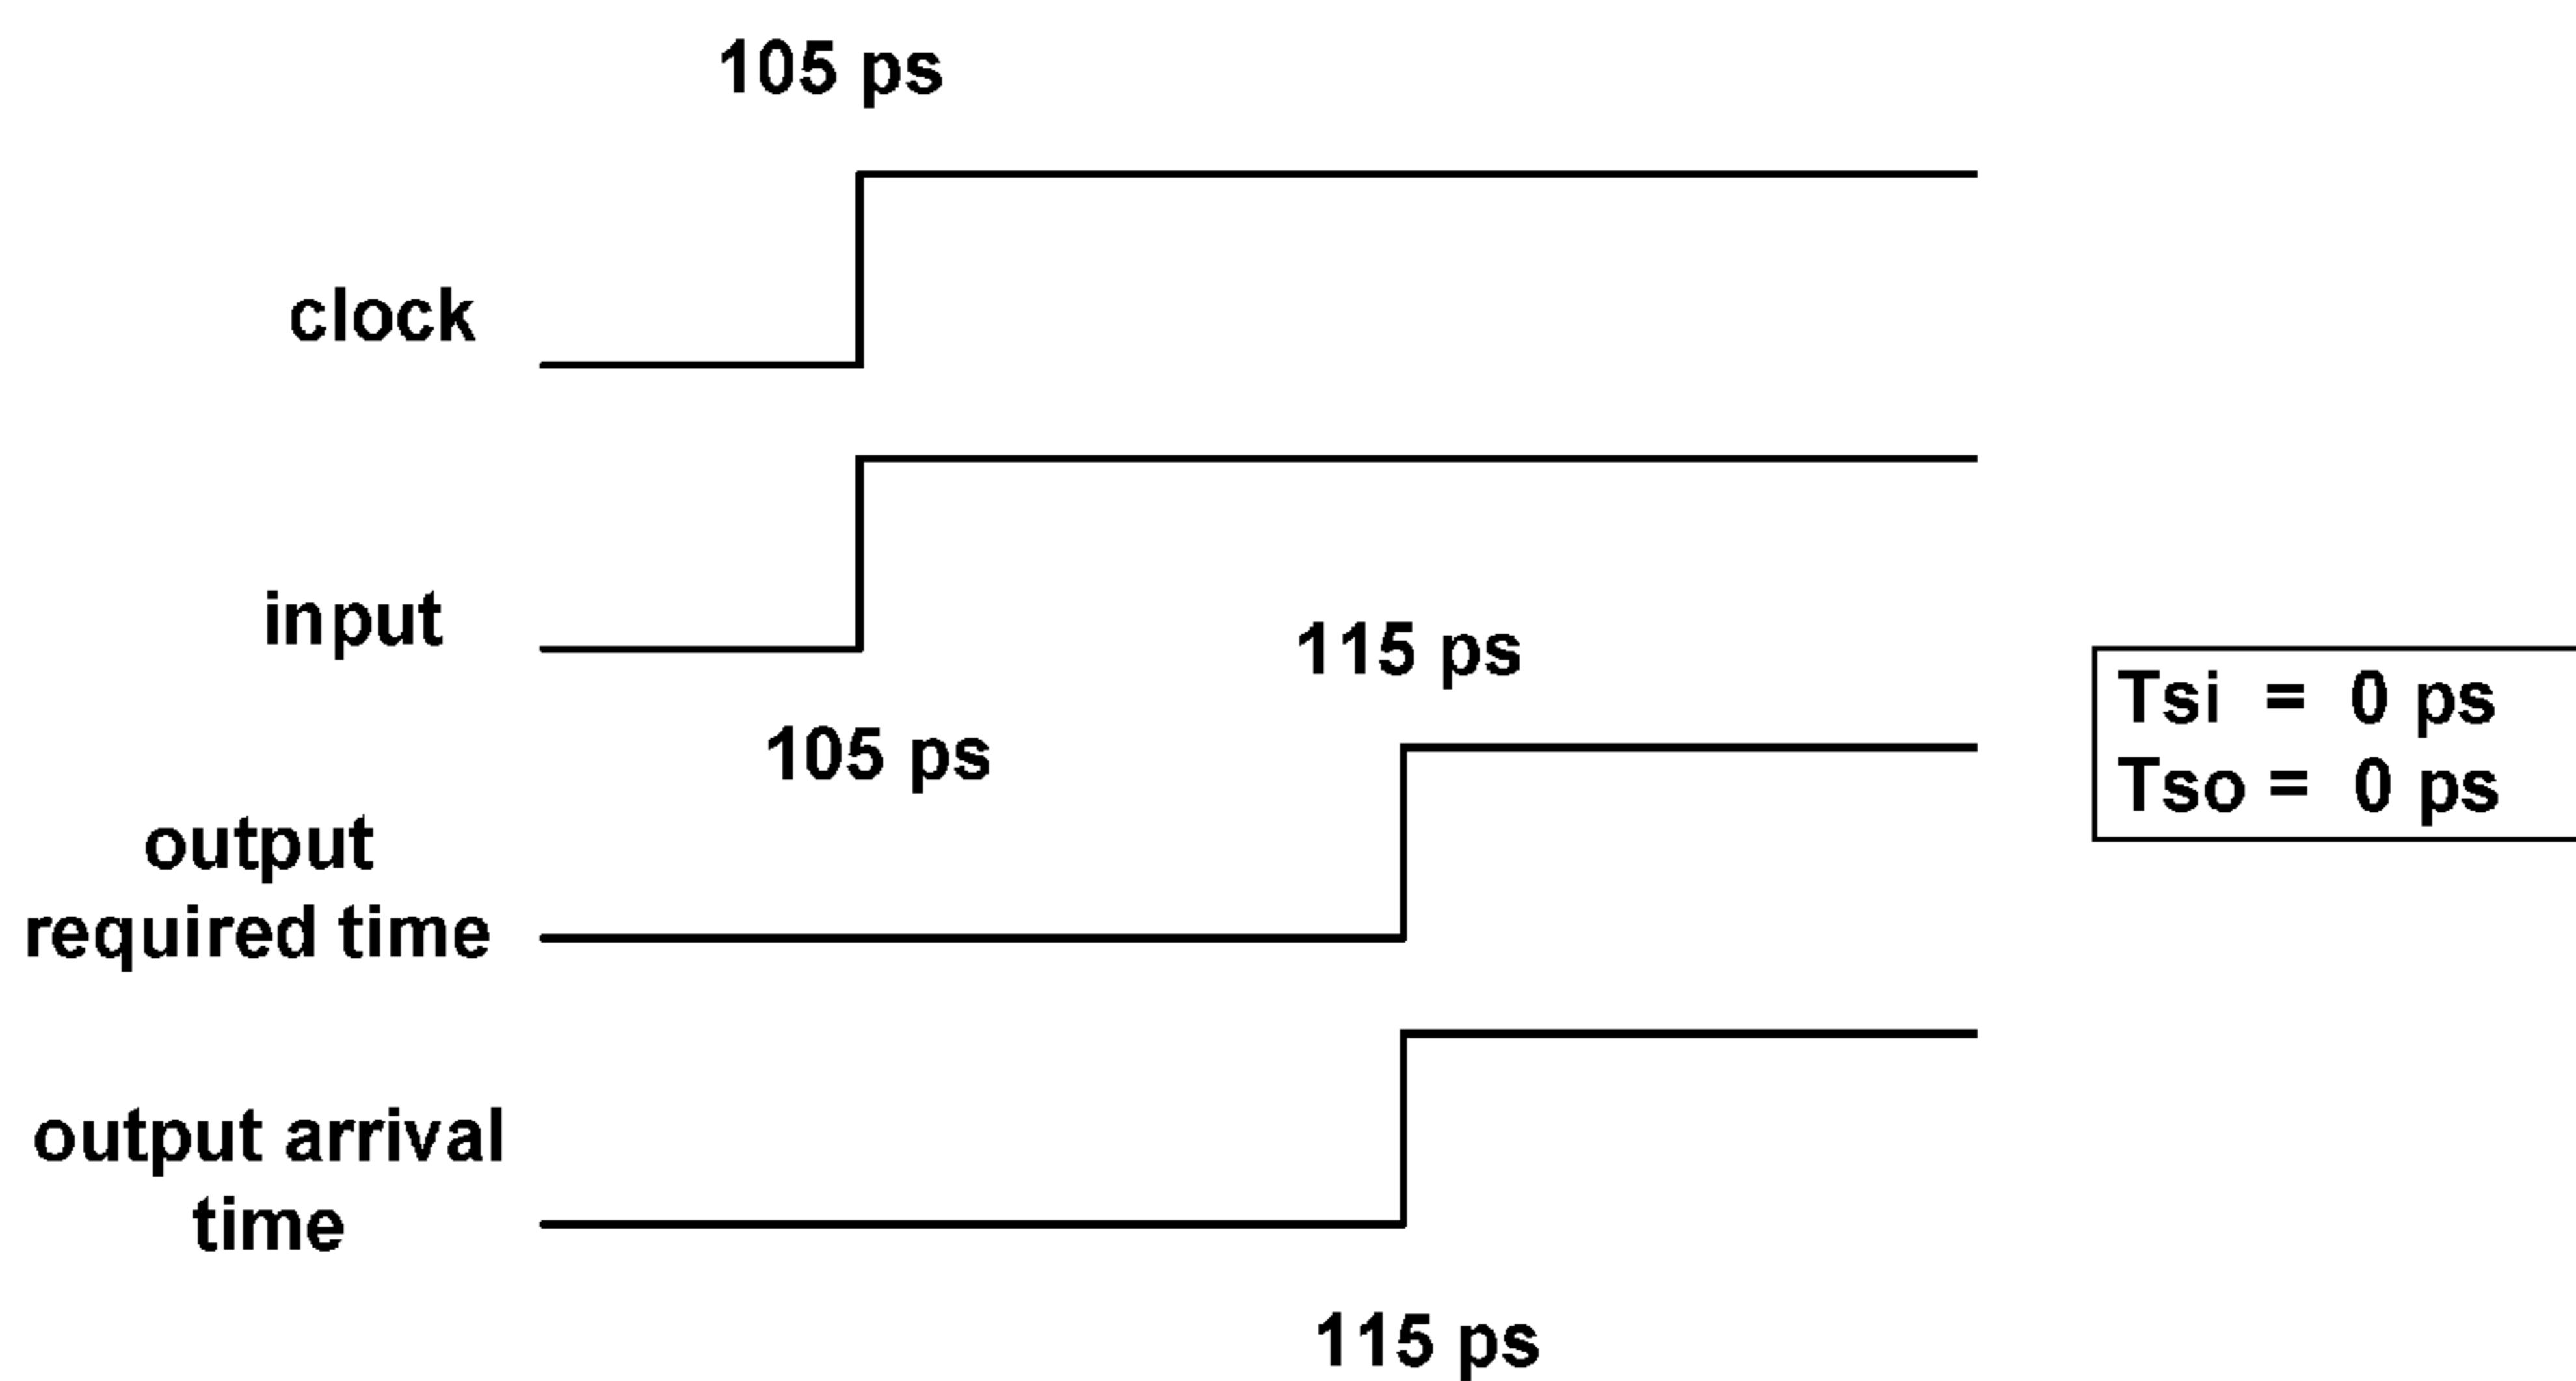 105 ps
clock
input
115 ps
105 ps
Tsi = 0 ps
Tso = 0 ps
output
required time
output arrival
time
115 ps